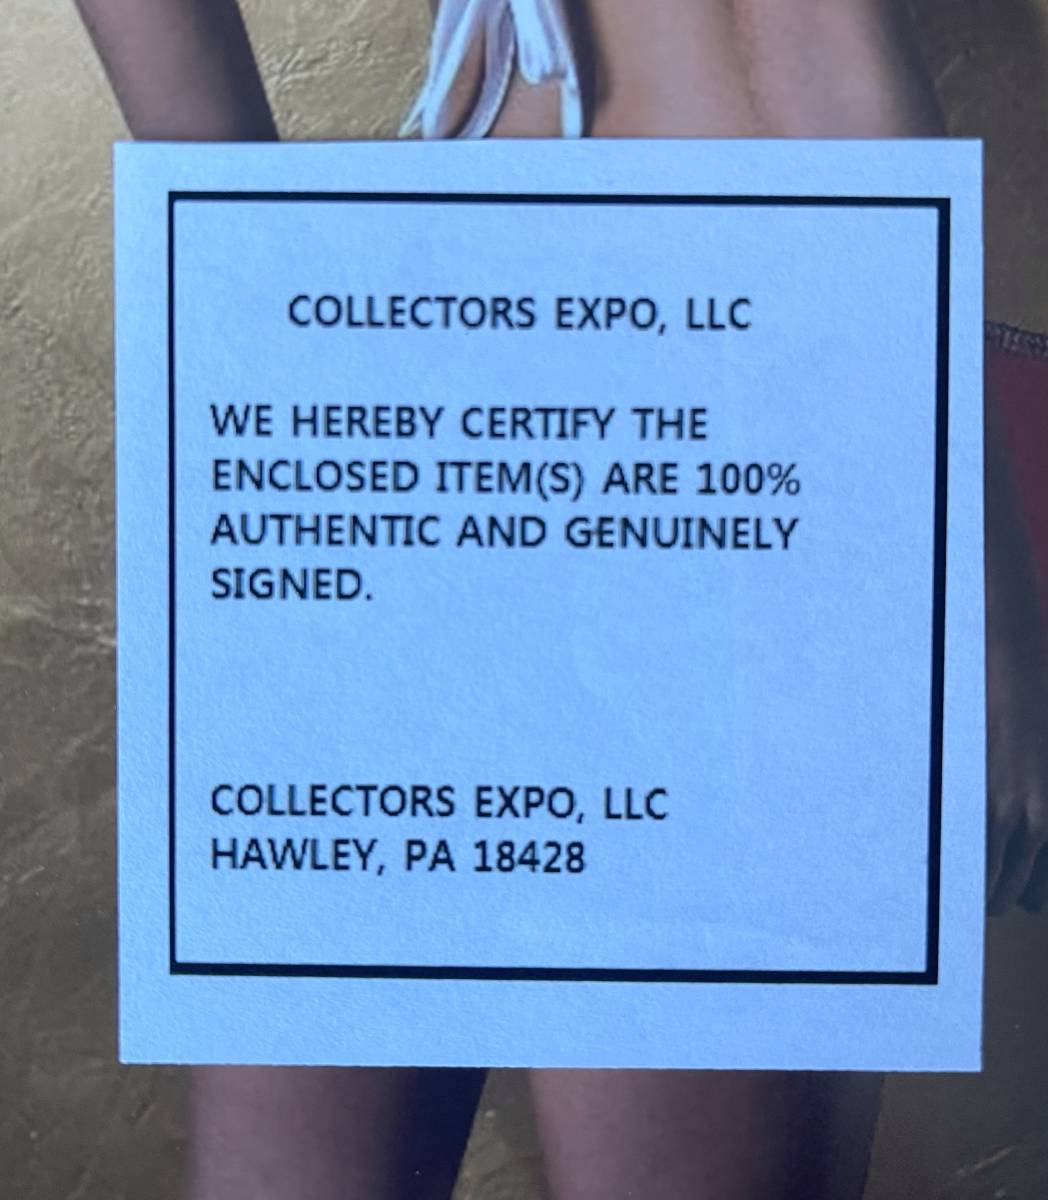 COLLECTORS EXPO, LLC
WE HEREBY CERTIFY THE
ENCLOSED ITEM(S) ARE 100%
AUTHENTIC AND GENUINELY
SIGNED.
COLLECTORS EXPO, LLC
HAWLEY, PA 18428